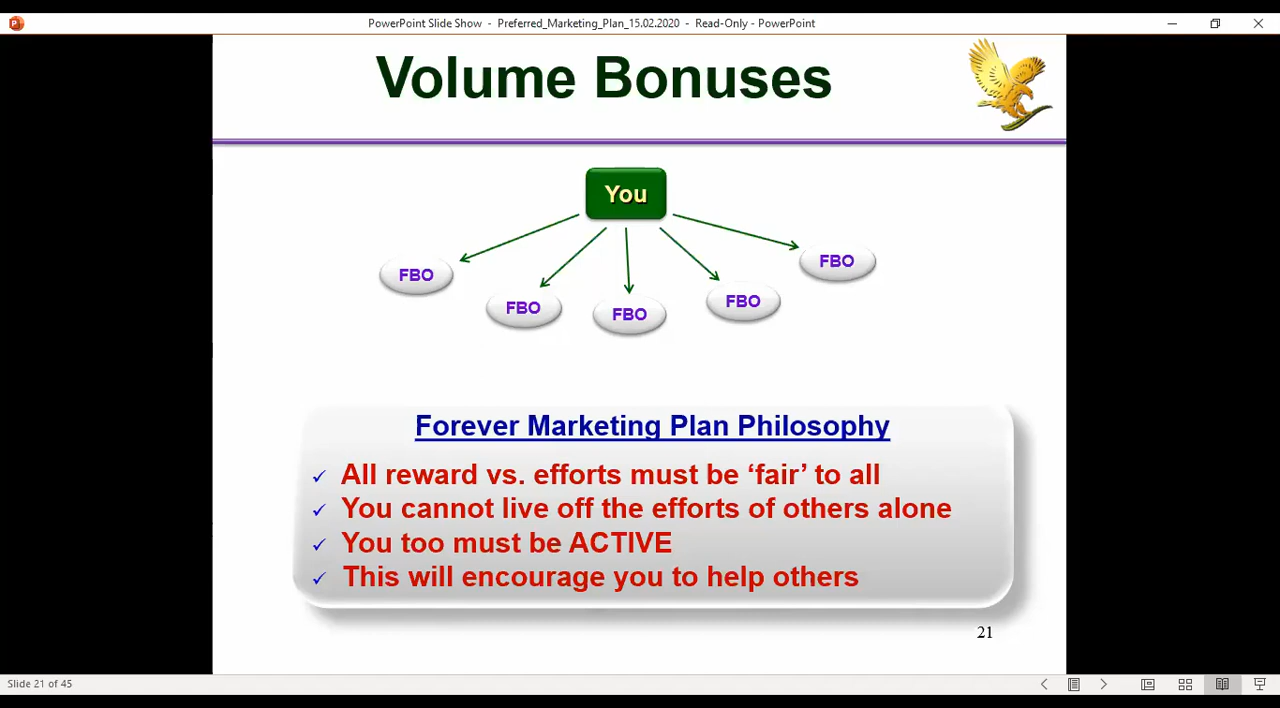 PowerPoint Slide Show - Preferred_Marketing_Plan_15.02.2020 - Read-Only - PowerPoint
Volume Bonuses
You
FBO
FBO
FBO
FBO
FBO
Forever Marketing Plan Philosophy
✓ All reward vs. efforts must be ‘fair’ to all
✓ You cannot live off the efforts of others alone
✓ You too must be ACTIVE
✓ This will encourage you to help others
21
Slide 21 of 45